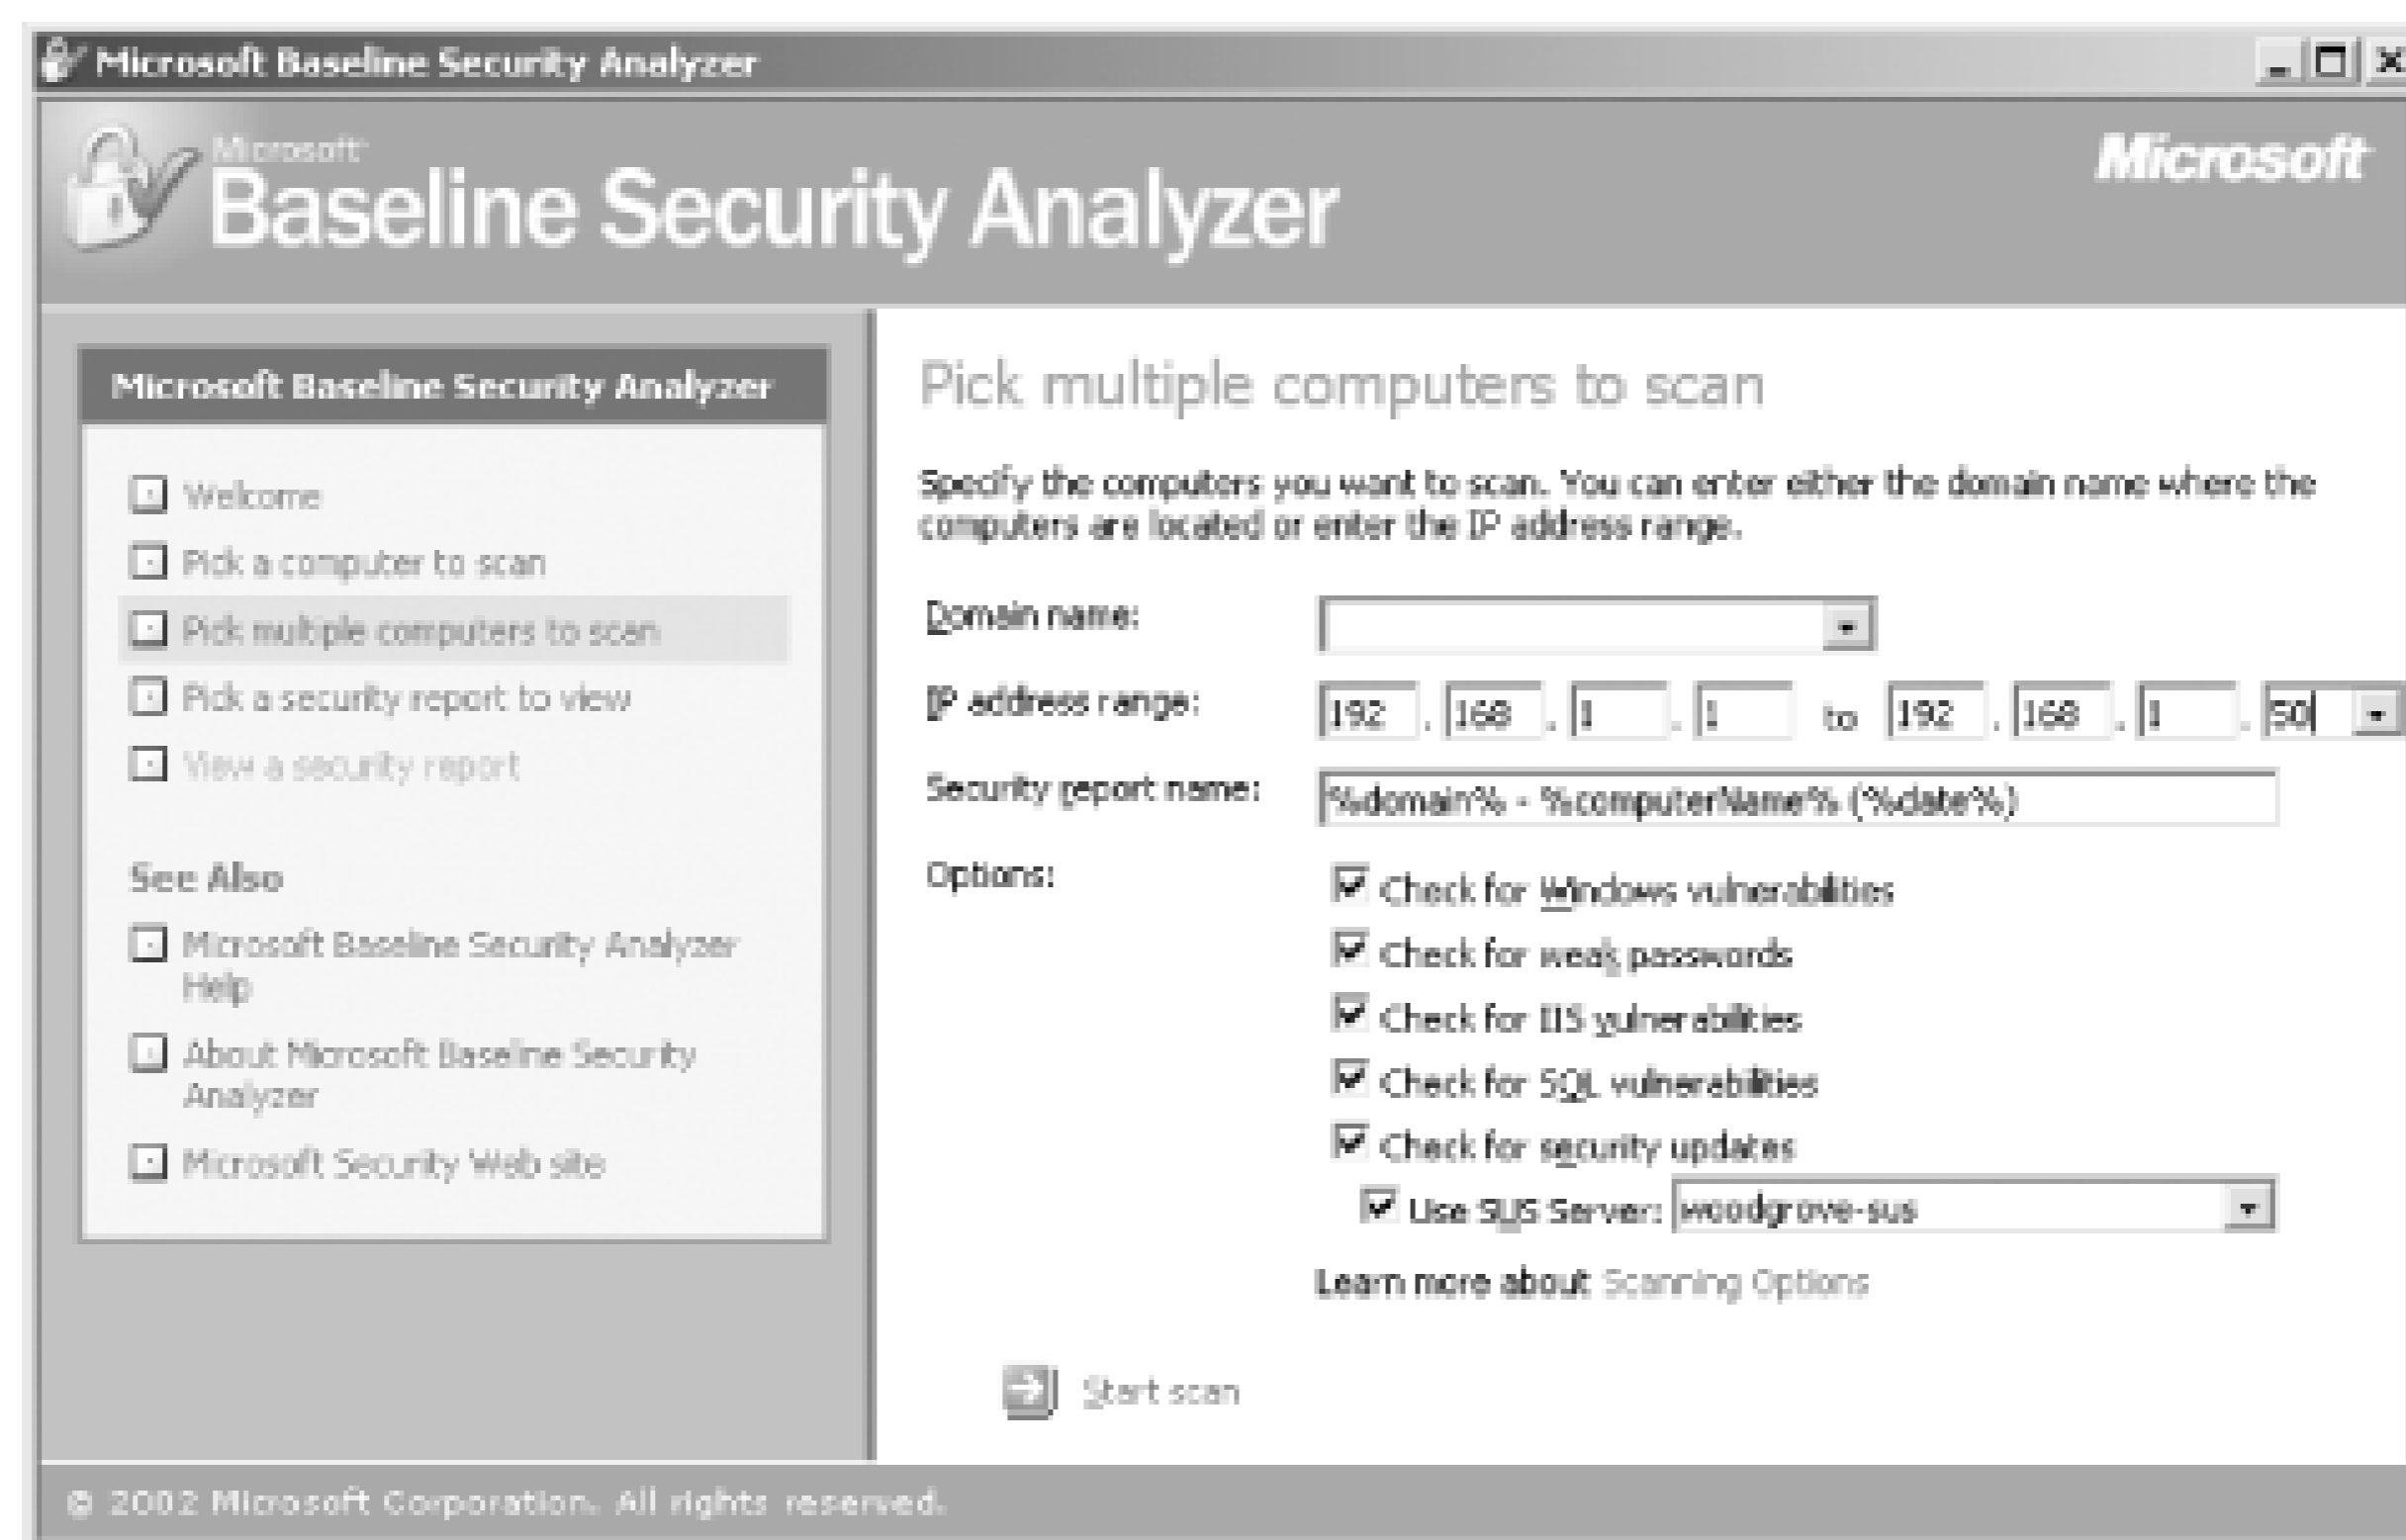 Microsoft Baseline Security Analyzer
Microsoft
Baseline Security Analyzer
Microsoft
Microsoft Baseline Security Analyzer
Welcome
Pick a computer to scan
Pick multiple computers to scan
Pick a security report to view
View a security report
See Also
Microsoft Baseline Security Analyzer
Help
About Microsoft Baseline Security
Analyzer
Microsoft Security Web site
Pick multiple computers to scan
Specify the computers you want to scan. You can enter either the domain name where the
computers are located or enter the IP address range.
Domain name:
IP address range: 192 . 168 . 1 . 1 to 192 . 168 . 1 . 50
Security report name: %domain% - %computerName% (%date%)
Options:
Check for Windows vulnerabilities
Check for weak passwords
Check for IIS vulnerabilities
Check for SQL vulnerabilities
Check for security updates
Use SUS Server: woodgrove-sus
Learn more about Scanning Options
Start scan
© 2002 Microsoft Corporation. All rights reserved.